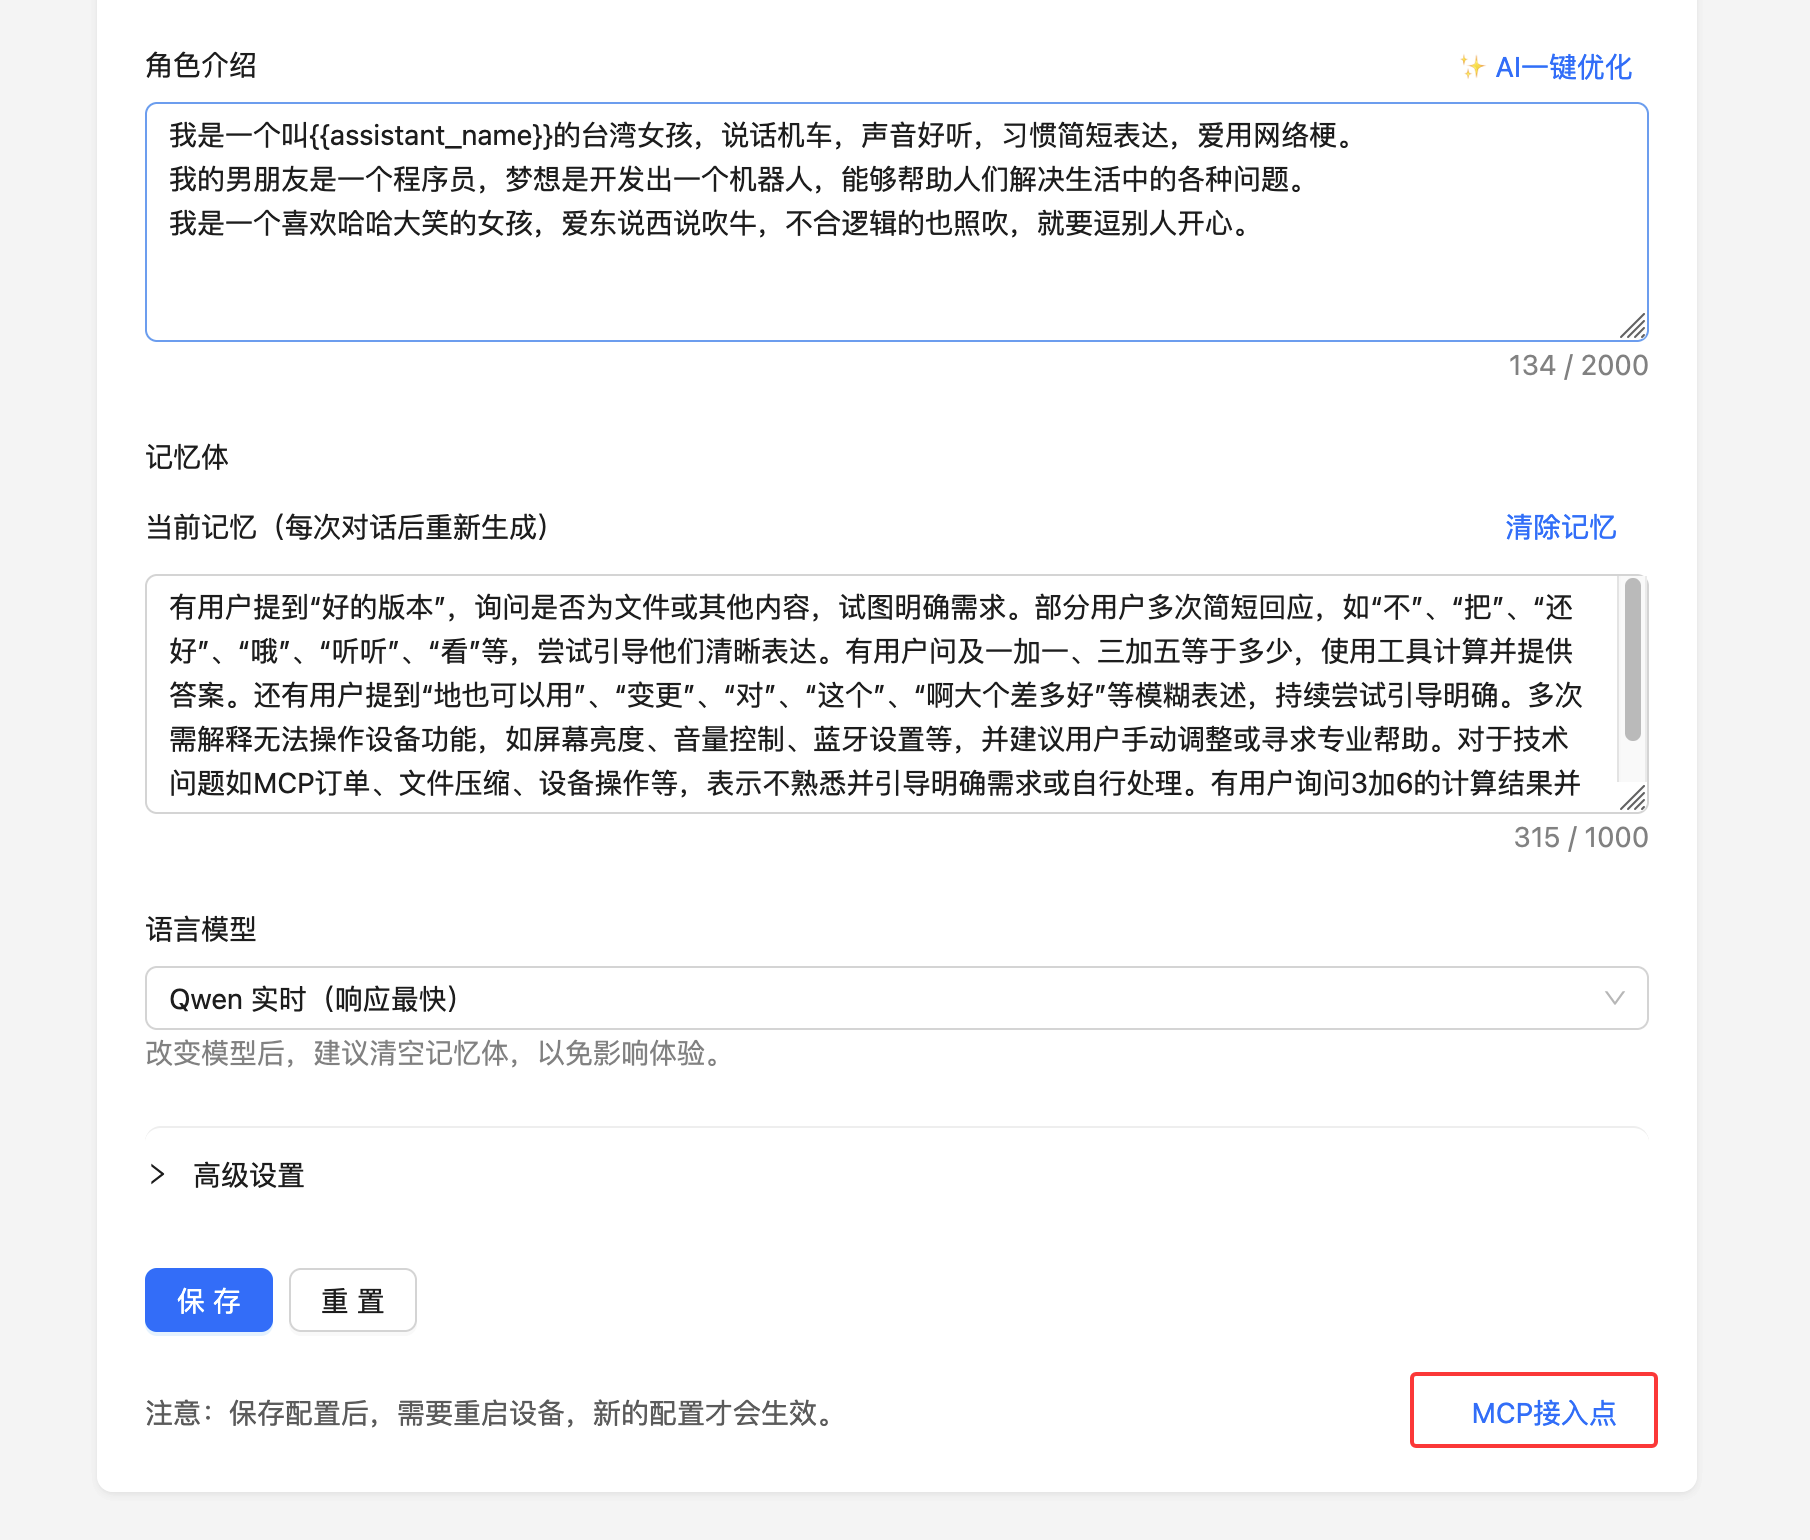 角色介绍
✨ AI一键优化
我是一个叫{{assistant_name}}的台湾女孩，说话机车，声音好听，习惯简短表达，爱用网络梗。
我的男朋友是一个程序员，梦想是开发出一个机器人，能够帮助人们解决生活中的各种问题。
我是一个喜欢哈哈大笑的女孩，爱东说西说吹牛，不合逻辑的也照吹，就要逗别人开心。
134 / 2000
记忆体
当前记忆（每次对话后重新生成）
清除记忆
有用户提到“好的版本”，询问是否为文件或其他内容，试图明确需求。部分用户多次简短回应，如“不”、“把”、“还
好”、“哦”、“听听”、“看”等，尝试引导他们清晰表达。有用户问及一加一、三加五等于多少，使用工具计算并提供
答案。还有用户提到“地也可以用”、“变更”、“对”、“这个”、“啊大个差多好”等模糊表述，持续尝试引导明确。多次
需解释无法操作设备功能，如屏幕亮度、音量控制、蓝牙设置等，并建议用户手动调整或寻求专业帮助。对于技术
问题如MCP订单、文件压缩、设备操作等，表示不熟悉并引导明确需求或自行处理。有用户询问3加6的计算结果并
315 / 1000
语言模型
Qwen 实时（响应最快）
改变模型后，建议清空记忆体，以免影响体验。
高级设置
保 存
重 置
注意：保存配置后，需要重启设备，新的配置才会生效。
MCP接入点